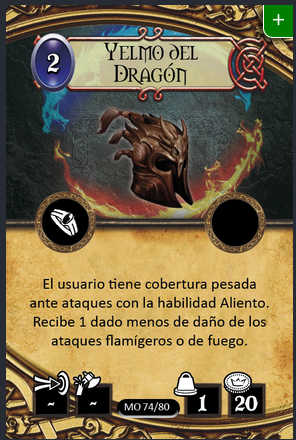 +
2
YELMO DEL
DRAGÓN
El usuario tiene cobertura pesada
ante ataques con la habilidad Aliento.
Recibe 1 dado menos de daño de los
ataques flamígeros o de fuego.
~ ~ MO 74/80 1 20